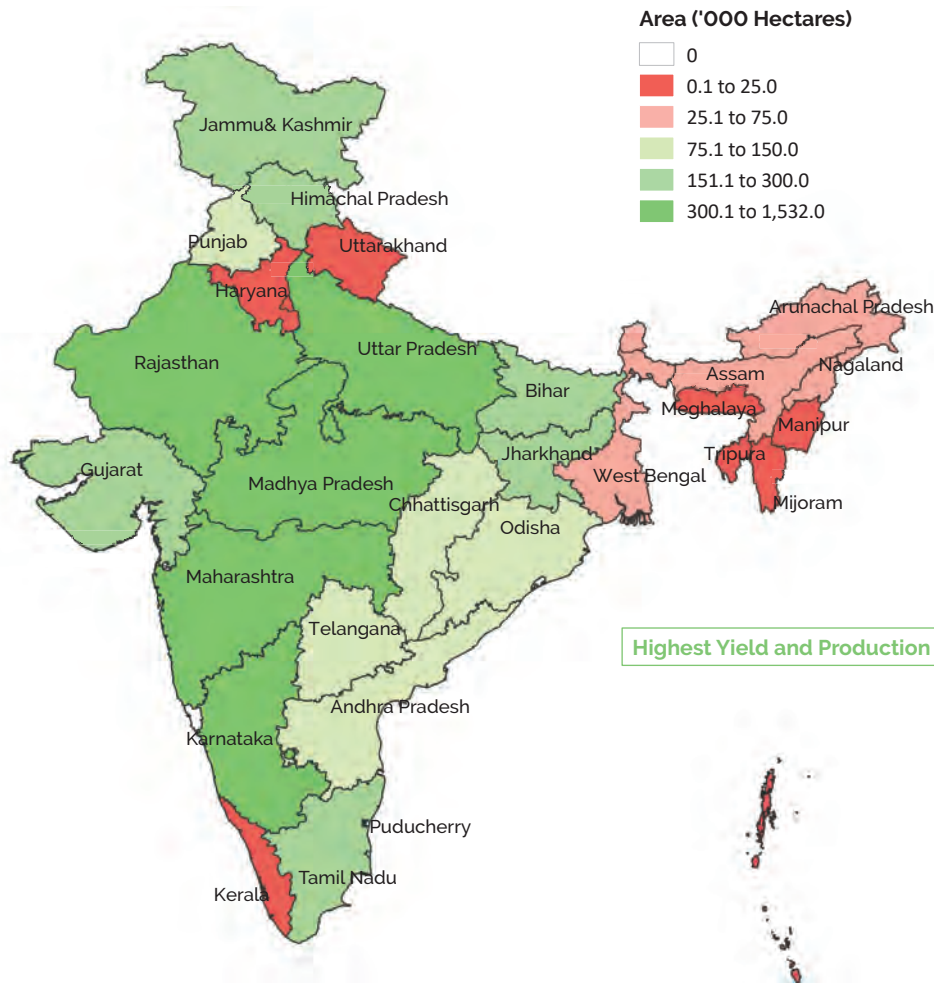 Area ('000 Hectares)
0
0.1 to 25.0
25.1 to 75.0
75.1 to 150.0
151.1 to 300.0
300.1 to 1,532.0
Jammu& Kashmir
Himachal Pradesh
Punjab
Uttarakhand
Haryana
Arunachal Pradesh
Rajasthan
Uttar Pradesh
Nagaland
Assam
Bihar
Meghalaya
Manipur
Tripura
Jharkhand
Gujarat
West Bengal
Madhya Pradesh
Chhattisgarh
Mijoram
Odisha
Maharashtra
Telangana
Highest Yield and Production
Andhra Pradesh
Karnataka
Puducherry
Tamil Nadu
Kerala